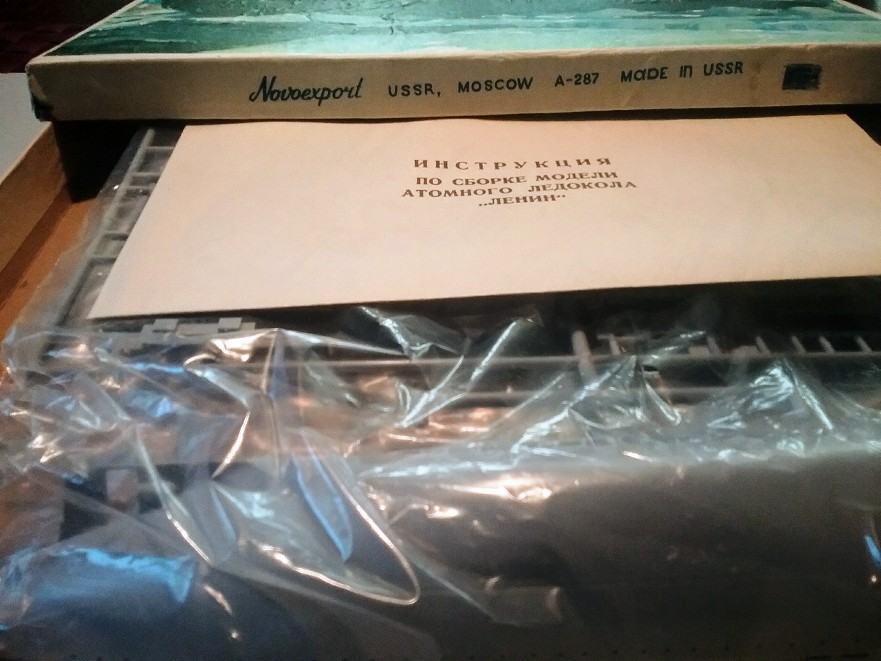 Novoexport USSR, MOSCOW A-287 MADE IN USSR
ИНСТРУКЦИЯ
ПО СБОРКЕ МОДЕЛИ
АТОМНОГО ЛЕДОКОЛА
„ЛЕНИН“